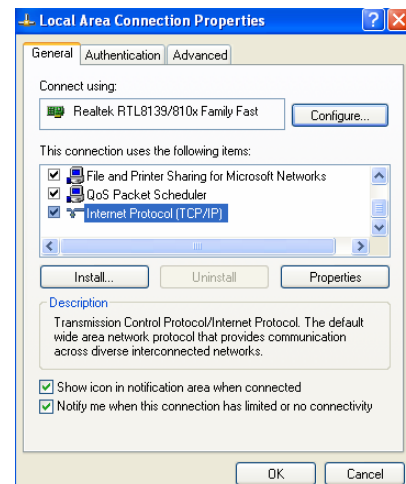 Local Area Connection Properties
General Authentication Advanced
Connect using:
Realtek RTL8139/810x Family Fast
Configure...
This connection uses the following items:
File and Printer Sharing for Microsoft Networks
QoS Packet Scheduler
Internet Protocol (TCP/IP)
Install... Uninstall Properties
Description
Transmission Control Protocol/Internet Protocol. The default
wide area network protocol that provides communication
across diverse interconnected networks.
Show icon in notification area when connected
Notify me when this connection has limited or no connectivity
OK Cancel